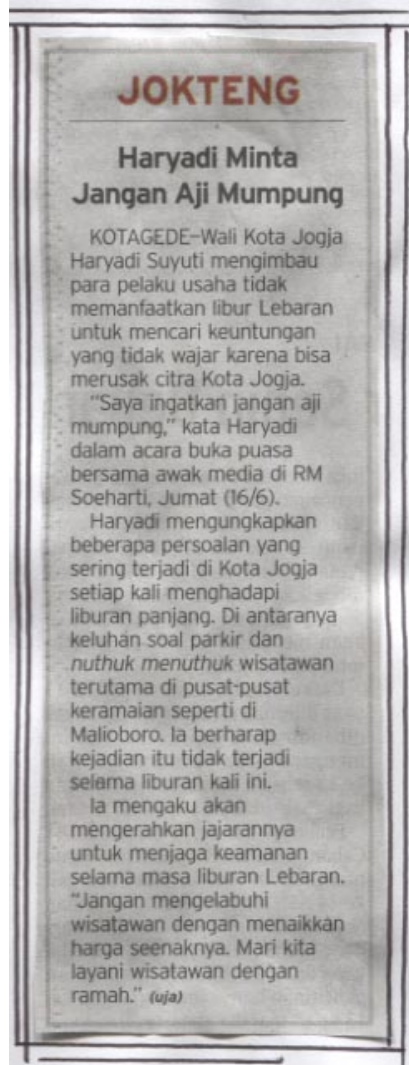 JOKTENG
Haryadi Minta
Jangan Aji Mumpung
KOTAGEDE–Wali Kota Jogja
Haryadi Suyuti mengimbau
para pelaku usaha tidak
memanfaatkan libur Lebaran
untuk mencari keuntungan
yang tidak wajar karena bisa
merusak citra Kota Jogja.
"Saya ingatkan jangan aji
mumpung," kata Haryadi
dalam acara buka puasa
bersama awak media di RM
Soeharti, Jumat (16/6).
Haryadi mengungkapkan
beberapa persoalan yang
sering terjadi di Kota Jogja
setiap kali menghadapi
liburan panjang. Di antaranya
keluhan soal parkir dan
nuthuk menuthuk wisatawan
terutama di pusat-pusat
keramaian seperti di
Malioboro. Ia berharap
kejadian itu tidak terjadi
selama liburan kali ini.
Ia mengaku akan
mengerahkan jajarannya
untuk menjaga keamanan
selama masa liburan Lebaran.
"Jangan mengelabuhi
wisatawan dengan menaikkan
harga seenaknya. Mari kita
layani wisatawan dengan
ramah." (uja)